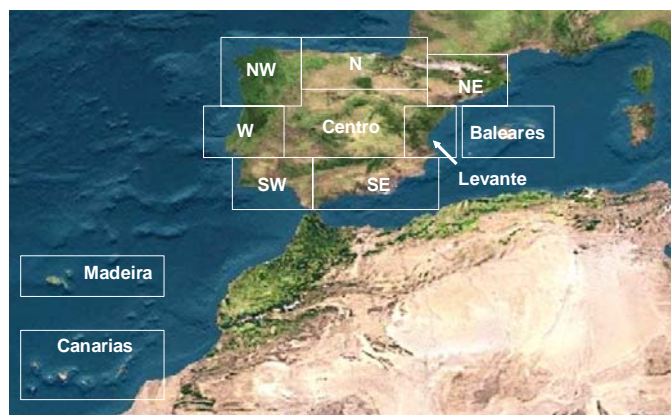 NW
N
NE
W
Centro
Baleares
Levante
SW
SE
Madeira
Canarias